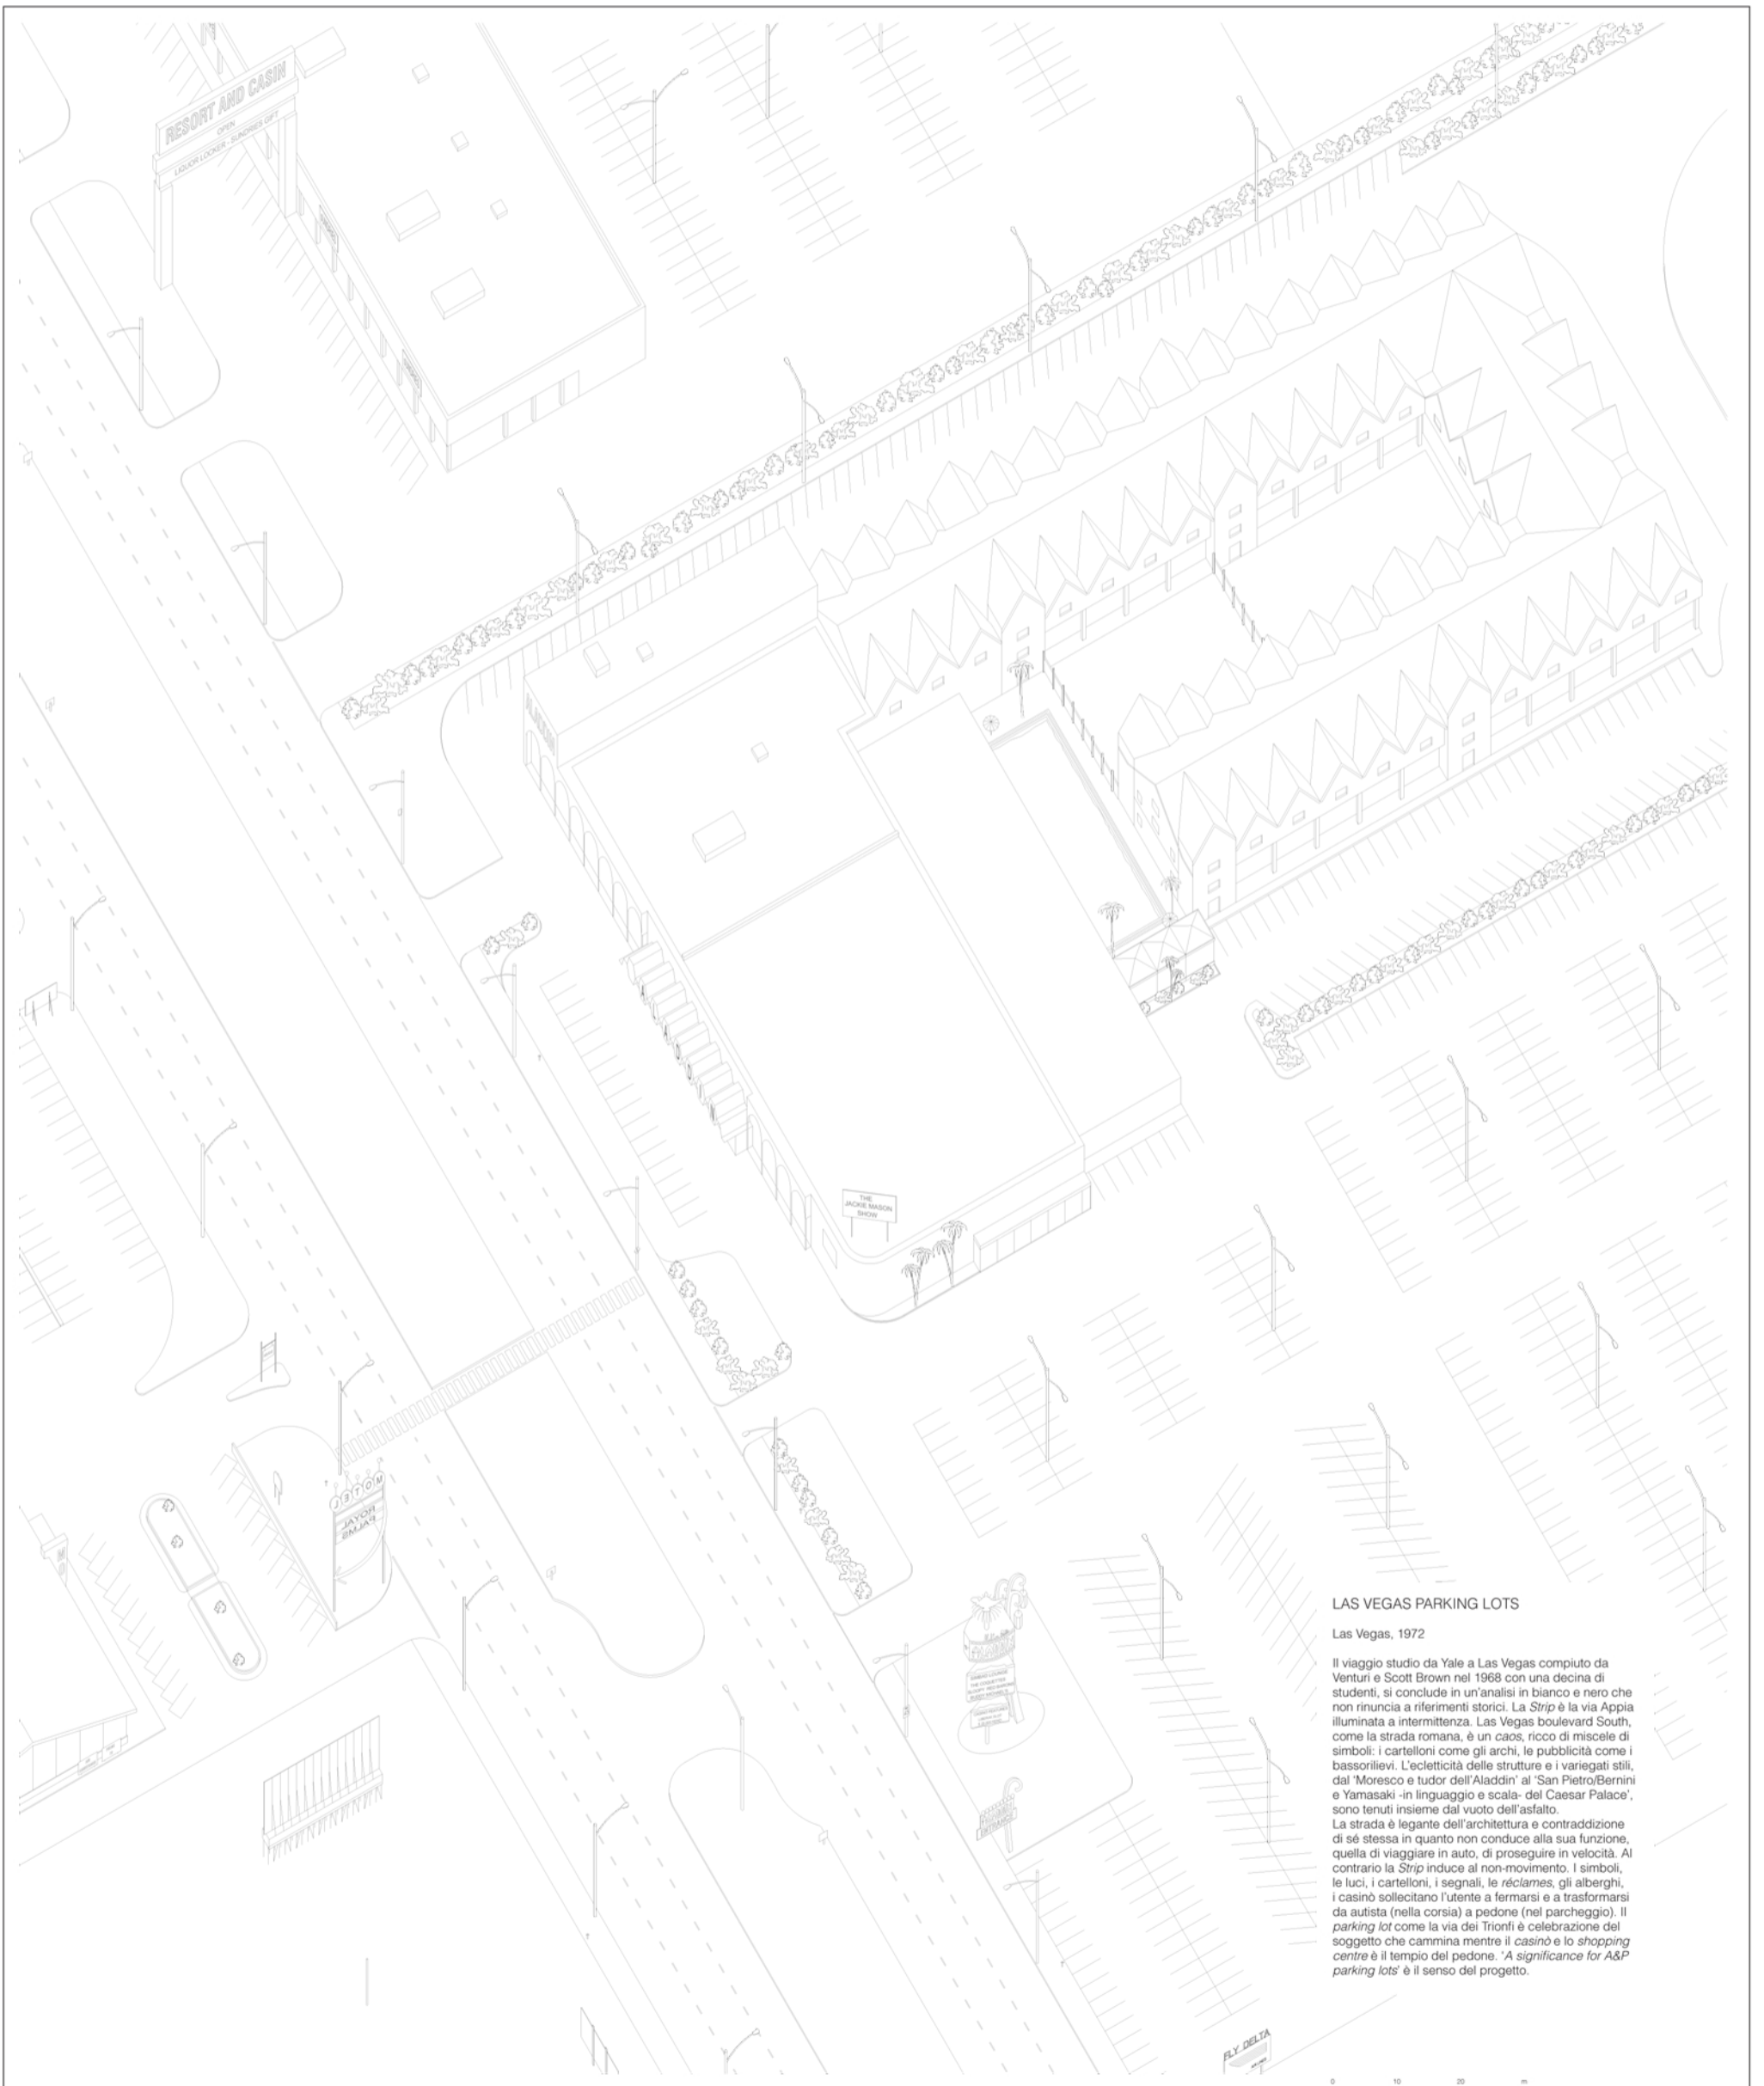 RESORT AND CASIN
OPEN
LIQUOR LOCKER - SUNDRIES GIFT
ALADDIN
ALADDIN
THE
JACKIE MASON
SHOW
MOTEL
ROYAL
PALMS
LAS VEGAS PARKING LOTS
Las Vegas, 1972
Il viaggio studio da Yale a Las Vegas compiuto da
Venturi e Scott Brown nel 1968 con una decina di
studenti, si conclude in un'analisi in bianco e nero che
non rinuncia a riferimenti storici. La Strip è la via Appia
illuminata a intermittenza. Las Vegas boulevard South,
come la strada romana, è un caos, ricco di miscele di
simboli: i cartelloni come gli archi, le pubblicità come i
bassorilievi. L'ecletticità delle strutture e i variegati stili,
dal 'Moresco e tudor dell'Aladdin' al 'San Pietro/Bernini
e Yamasaki -in linguaggio e scala- del Caesar Palace',
sono tenuti insieme dal vuoto dell'asfalto.
La strada è legante dell'architettura e contraddizione
di sé stessa in quanto non conduce alla sua funzione,
quella di viaggiare in auto, di proseguire in velocità. Al
contrario la Strip induce al non-movimento. I simboli,
le luci, i cartelloni, i segnali, le réclames, gli alberghi,
i casinò sollecitano l'utente a fermarsi e a trasformarsi
da autista (nella corsia) a pedone (nel parcheggio). Il
parking lot come la via dei Trionfi è celebrazione del
soggetto che cammina mentre il casinò e lo shopping
centre è il tempio del pedone. 'A significance for A&P
parking lots' è il senso del progetto.
ENTRANCE
FLY DELTA
0 10 20 m